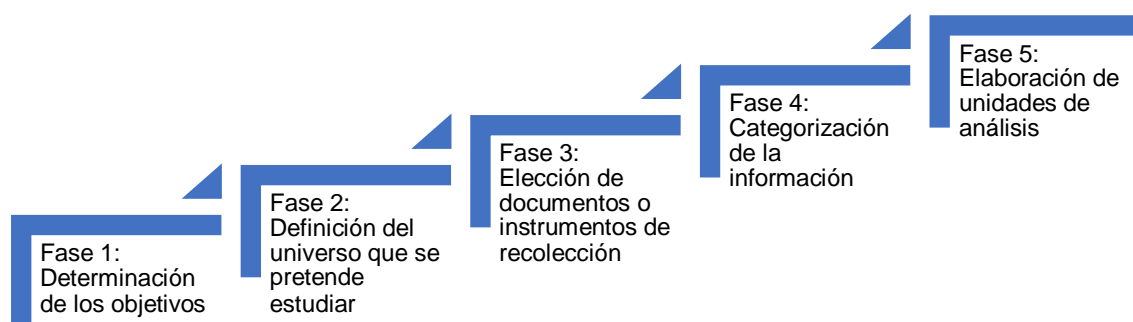 Fase 1:
Determinación
de los objetivos
Fase 2:
Definición del
universo que se
pretende
estudiar
Fase 3:
Elección de
documentos o
instrumentos de
recolección
Fase 4:
Categorización
de la
información
Fase 5:
Elaboración de
unidades de
análisis